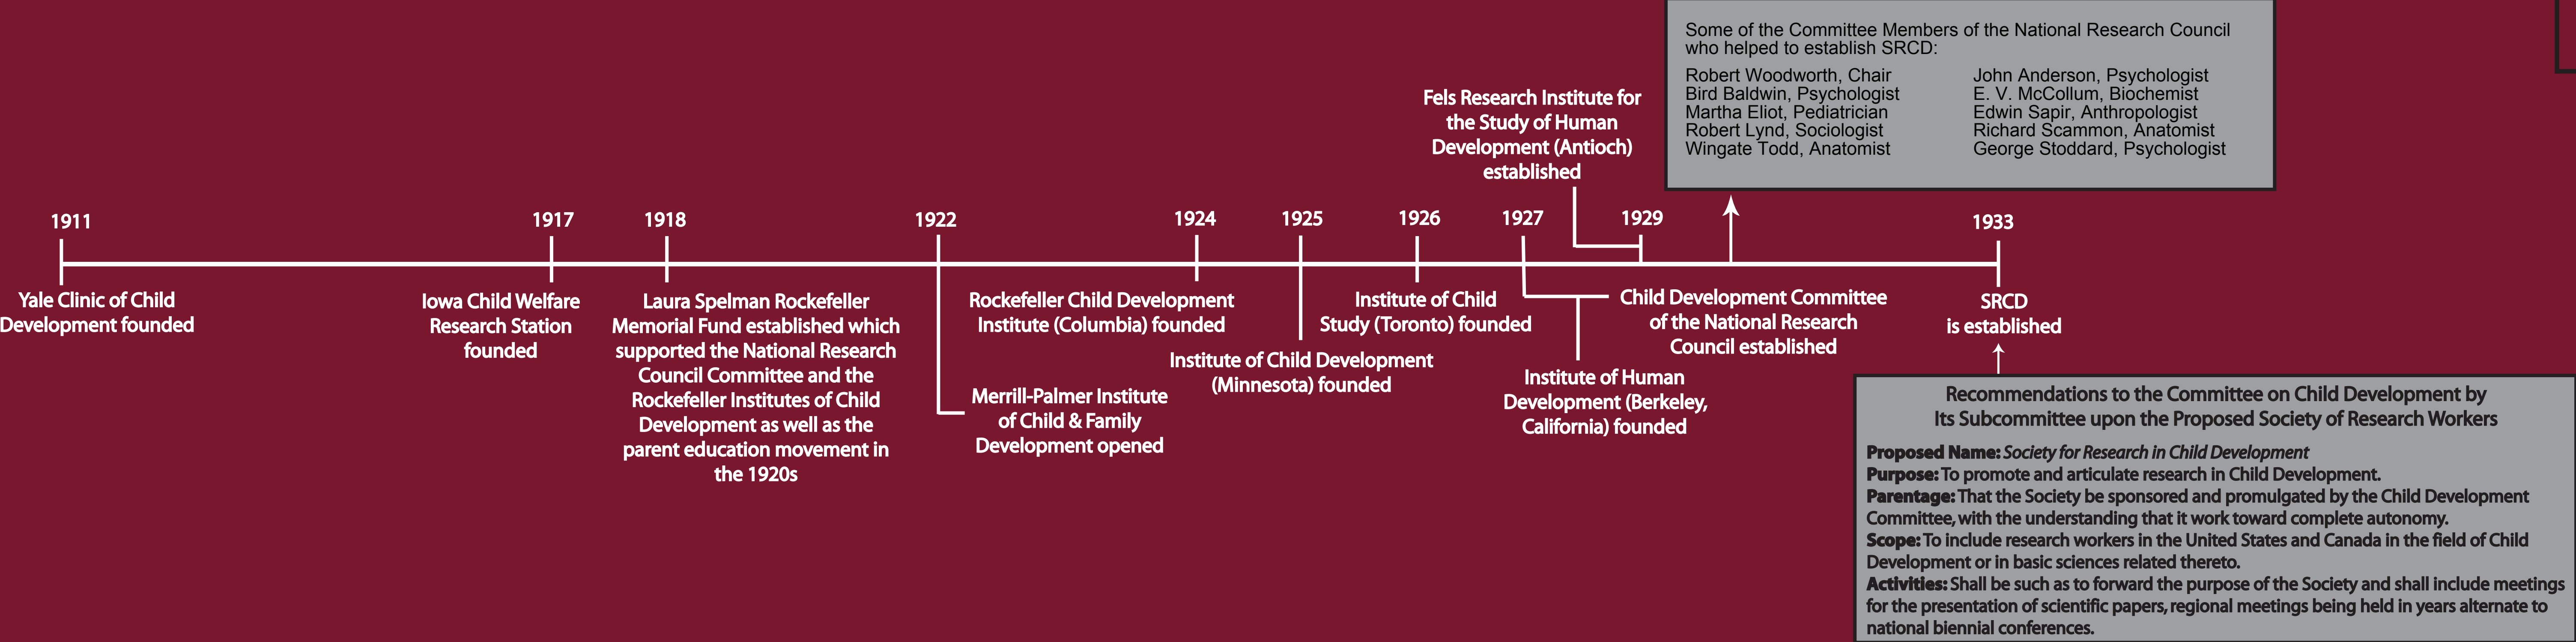 Some of the Committee Members of the National Research Council
who helped to establish SRCD:
Robert Woodworth, Chair
Bird Baldwin, Psychologist
Martha Eliot, Pediatrician
Robert Lynd, Sociologist
Wingate Todd, Anatomist
John Anderson, Psychologist
E. V. McCollum, Biochemist
Edwin Sapir, Anthropologist
Richard Scammon, Anatomist
George Stoddard, Psychologist
1911
Yale Clinic of Child
Development founded
1917
Iowa Child Welfare
Research Station
founded
1918
Laura Spelman Rockefeller
Memorial Fund established which
supported the National Research
Council Committee and the
Rockefeller Institutes of Child
Development as well as the
parent education movement in
the 1920s
1922
Merrill-Palmer Institute
of Child & Family
Development opened
1924
Rockefeller Child Development
Institute (Columbia) founded
1925
Institute of Child Development
(Minnesota) founded
1926
Institute of Child
Study (Toronto) founded
1927
Child Development Committee
of the National Research
Council established
Institute of Human
Development (Berkeley,
California) founded
Fels Research Institute for
the Study of Human
Development (Antioch)
established
1929
1933
SRCD
is established
Recommendations to the Committee on Child Development by
Its Subcommittee upon the Proposed Society of Research Workers
Proposed Name: Society for Research in Child Development
Purpose: To promote and articulate research in Child Development.
Parentage: That the Society be sponsored and promulgated by the Child Development
Committee, with the understanding that it work toward complete autonomy.
Scope: To include research workers in the United States and Canada in the field of Child
Development or in basic sciences related thereto.
Activities: Shall be such as to forward the purpose of the Society and shall include meetings
for the presentation of scientific papers, regional meetings being held in years alternate to
national biennial conferences.